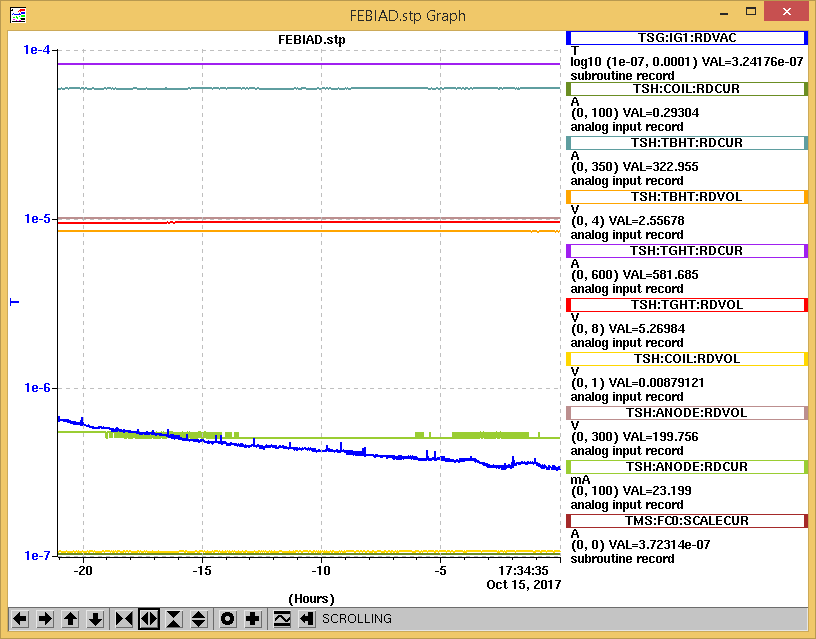 FEBIAD.stp Graph
FEBIAD.stp
1e-4
1e-5
T
1e-6
1e-7
-20
-15
-10
-5
17:34:35
Oct 15, 2017
(Hours)
TSG:IG1:RDVAC
T
log10 (1e-07, 0.0001) VAL=3.24176e-07
subroutine record
TSH:COIL:RDCUR
A
(0, 100) VAL=0.29304
analog input record
TSH:TBHT:RDCUR
A
(0, 350) VAL=322.955
analog input record
TSH:TBHT:RDVOL
V
(0, 4) VAL=2.55678
analog input record
TSH:TGHT:RDCUR
A
(0, 600) VAL=581.685
analog input record
TSH:TGHT:RDVOL
V
(0, 8) VAL=5.26984
analog input record
TSH:COIL:RDVOL
V
(0, 1) VAL=0.00879121
analog input record
TSH:ANODE:RDVOL
V
(0, 300) VAL=199.756
analog input record
TSH:ANODE:RDCUR
mA
(0, 100) VAL=23.199
analog input record
TMS:FC0:SCALECUR
A
(0, 0) VAL=3.72314e-07
subroutine record
SCROLLING